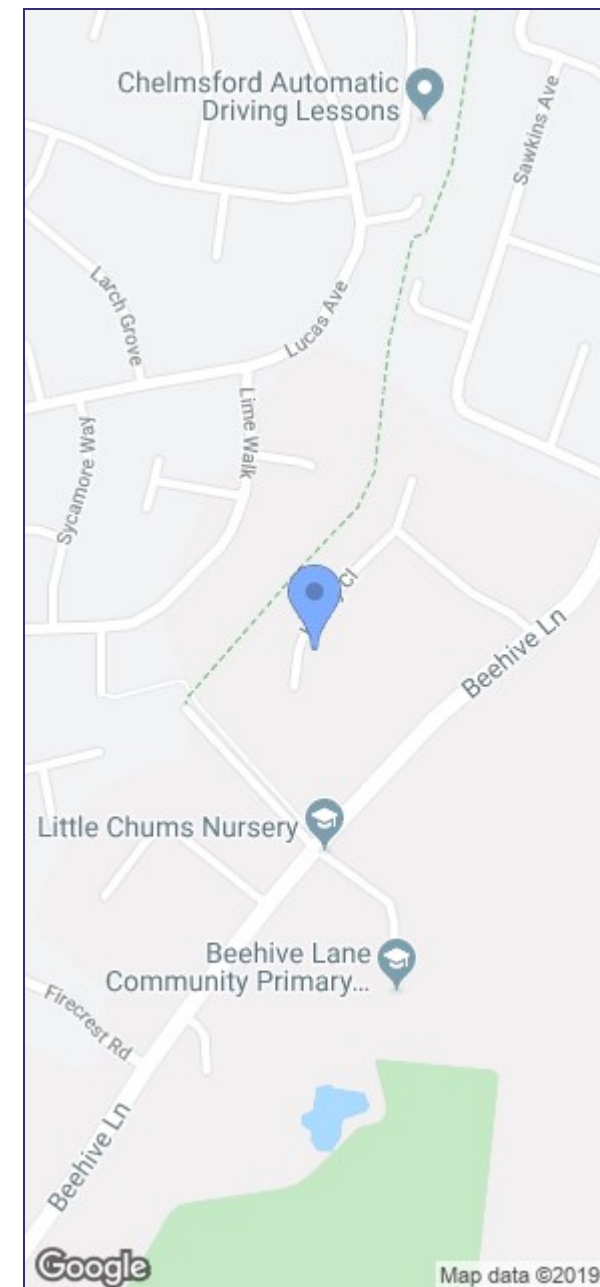 Chelmsford Automatic
Driving Lessons
Sawkins Ave
Larch Grove
Lucas Ave
Lime Walk
Sycamore Way
Cl
Beehive Ln
Little Chums Nursery
Beehive Lane
Community Primary...
Firecrest Rd
Beehive Ln
Google
Map data ©2019